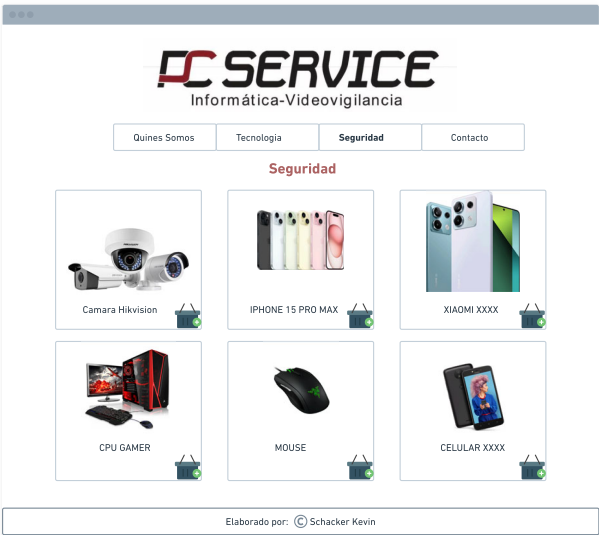 PC SERVICE
Informática-Videovigilancia
Quines Somos Tecnologia Seguridad Contacto
Seguridad
Camara Hikvision
IPHONE 15 PRO MAX
XIAOMI XXXX
CPU GAMER
MOUSE
CELULAR XXXX
Elaborado por: © Schacker Kevin